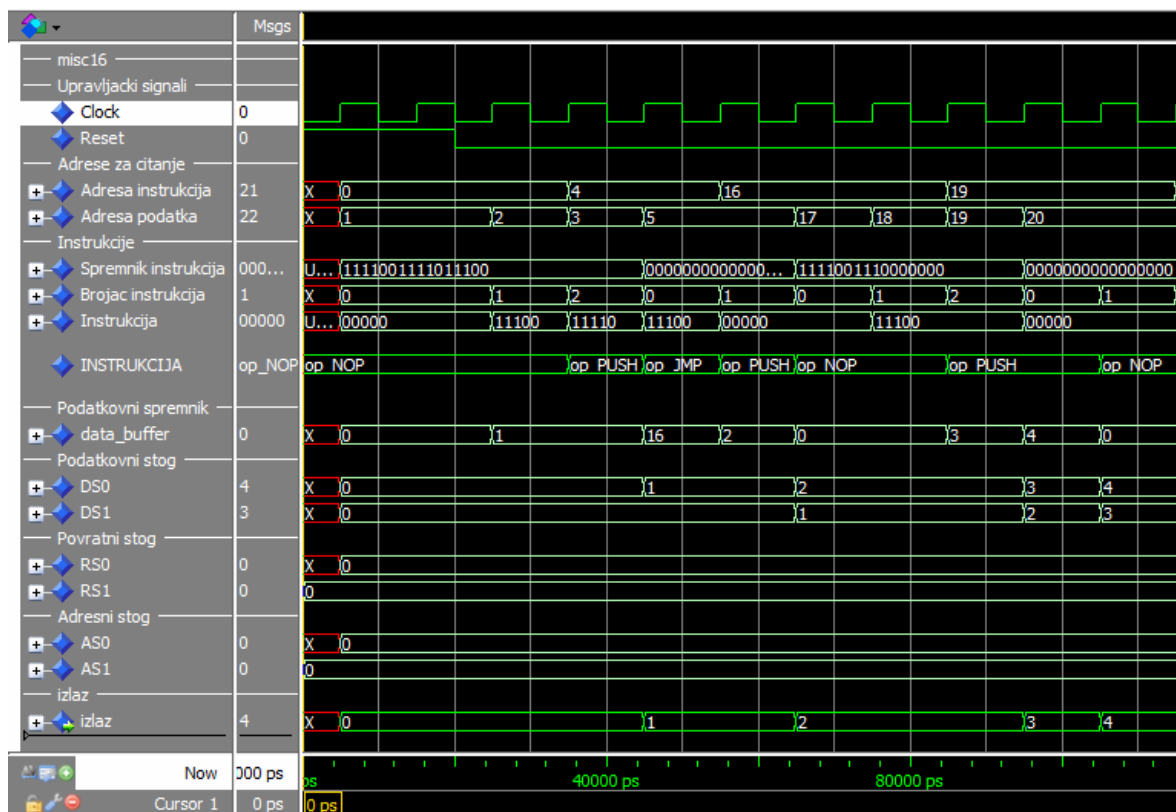 Msgs
misc16
Upravljacki signali
Clock 0
Reset 0
Adrese za citanje
Adresa instrukcija 21 X 0 4 16 19
Adresa podatka 22 X 1 2 3 5 17 18 19 20
Instrukcije
Spremnik instrukcija 000... U... 1111001111011100 0000000000000... 1111001110000000 0000000000000000
Brojac instrukcija 1 X 0 1 2 0 1 0 1 2 0 1
Instrukcija 00000 U... 00000 11100 11110 11100 00000 11100 00000
INSTRUKCIJA op_NOP op_NOP op_PUSH op_JMP op_PUSH op_NOP op_PUSH op_NOP
Podatkovni spremnik
data_buffer 0 X 0 1 16 2 0 3 4 0
Podatkovni stog
DS0 4 X 0 1 2 3 4
DS1 3 X 0 1 2 3
Povratni stog
RS0 0 X 0
RS1 0 0
Adresni stog
AS0 0 X 0
AS1 0 0
izlaz
izlaz 4 X 0 1 2 3 4
Now 000 ps ps 40000 ps 80000 ps
Cursor 1 0 ps 0 ps